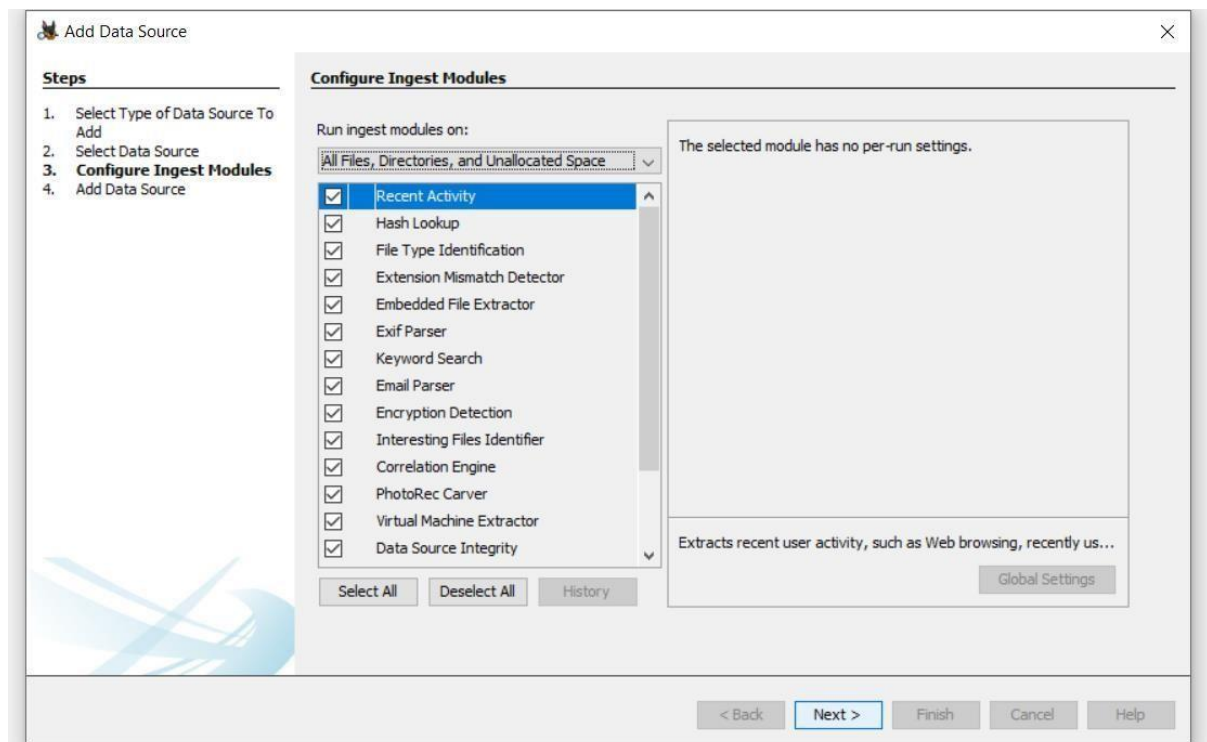 Add Data Source
Steps
1. Select Type of Data Source To
Add
2. Select Data Source
3. Configure Ingest Modules
4. Add Data Source
Configure Ingest Modules
Run ingest modules on:
All Files, Directories, and Unallocated Space
Recent Activity
Hash Lookup
File Type Identification
Extension Mismatch Detector
Embedded File Extractor
Exif Parser
Keyword Search
Email Parser
Encryption Detection
Interesting Files Identifier
Correlation Engine
PhotoRec Carver
Virtual Machine Extractor
Data Source Integrity
Select All Deselect All History
The selected module has no per-run settings.
Extracts recent user activity, such as Web browsing, recently us...
Global Settings
< Back Next > Finish Cancel Help